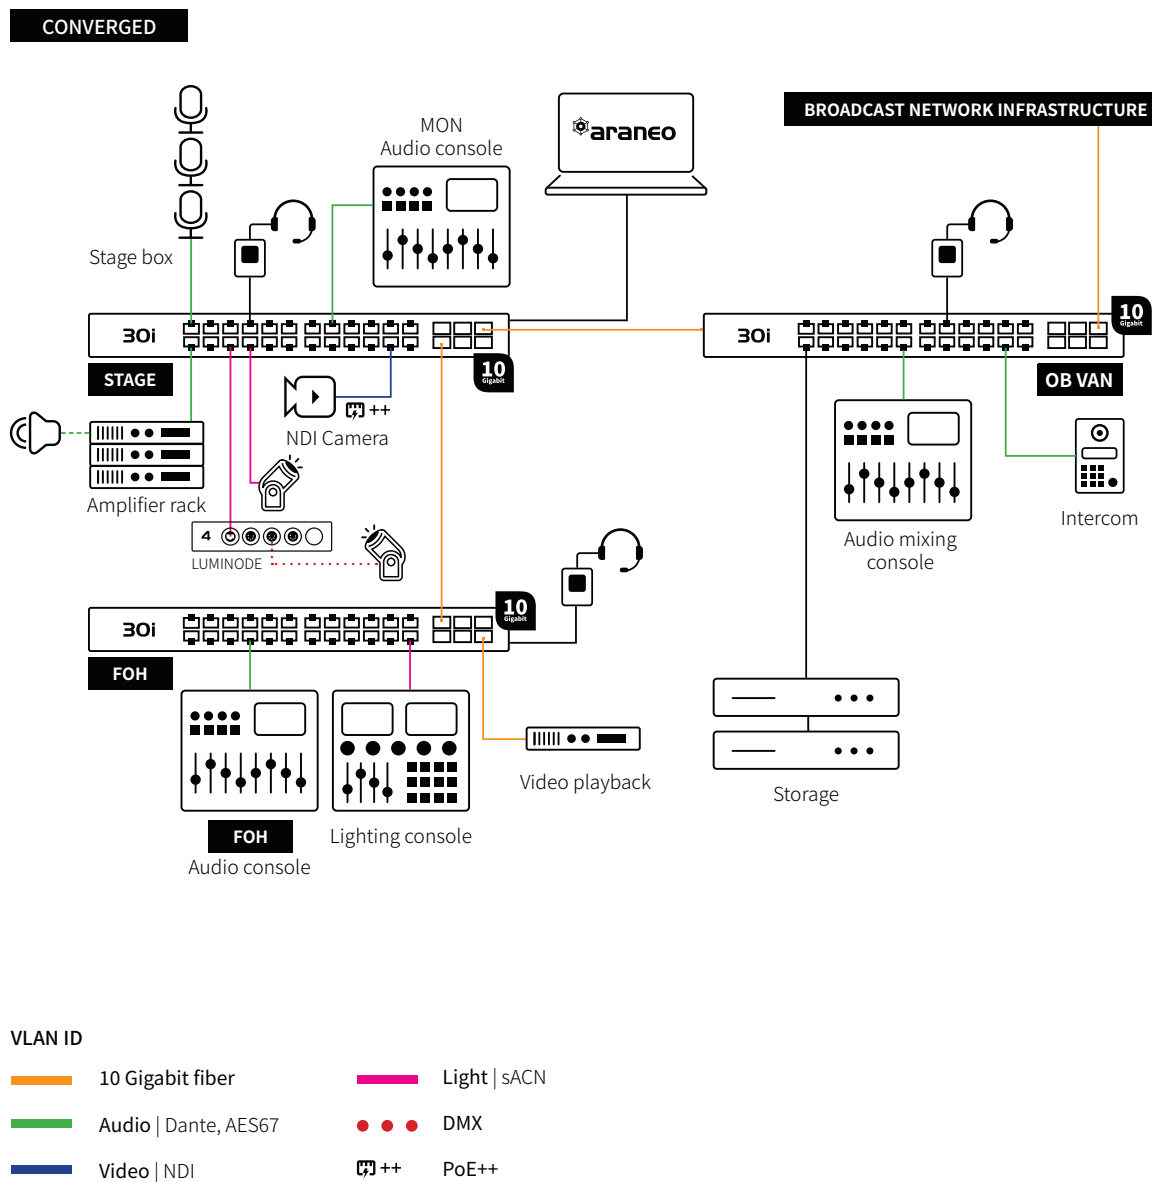 CONVERGED
BROADCAST NETWORK INFRASTRUCTURE
MON
Audio console
araneo
Stage box
30i
10
Gigabit
STAGE
30i
10
Gigabit
OB VAN
++
NDI Camera
Amplifier rack
4
LUMINODE
Audio mixing
console
Intercom
30i
10
Gigabit
FOH
Video playback
Storage
FOH
Audio console
Lighting console
VLAN ID
10 Gigabit fiber
Audio | Dante, AES67
Video | NDI
Light | sACN
DMX
++ PoE++